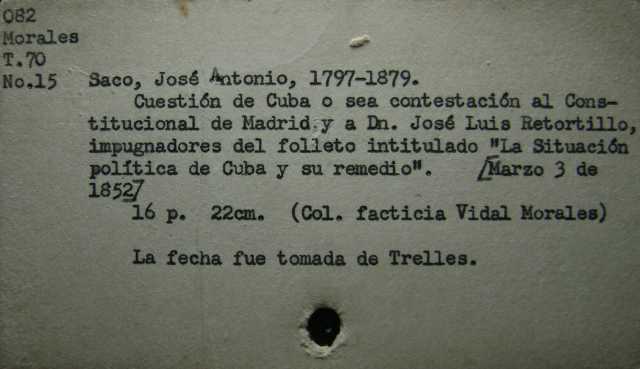 082
Morales
T.70
No.15
Saco, José Antonio, 1797-1879.
Cuestión de Cuba o sea contestación al Cons-
titucional de Madrid y a Dn. José Luis Retortillo,
impugnadores del folleto intitulado "La Situación
política de Cuba y su remedio". [Marzo 3 de
1852]
16 p. 22cm. (Col. facticia Vidal Morales)
La fecha fue tomada de Trelles.